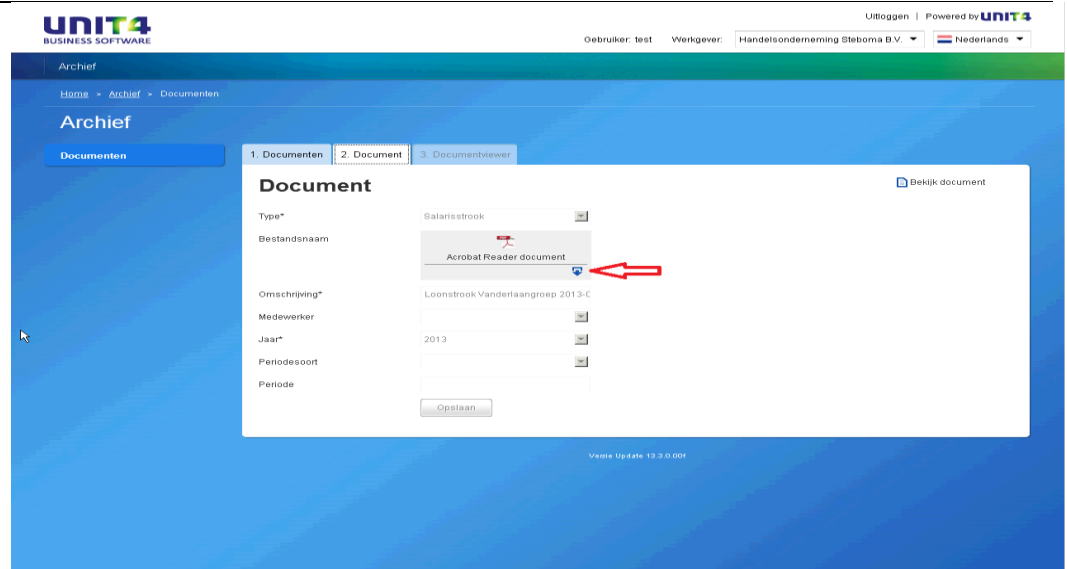 Uitloggen | Powered by UNIT4
UNIT4
BUSINESS SOFTWARE
Gebruiker: test Werkgever: Handelsonderneming Steboma B.V. Nederlands
Archief
Home > Archief > Documenten
Archief
Documenten
1. Documenten 2. Document 3. Documentviewer
Document
Bekijk document
Type* Salarisstrook
Bestandsnaam
Acrobat Reader document
Omschrijving* Loonstrook Vanderlaangroep 2013-0
Medewerker
Jaar* 2013
Periodesoort
Periode
Opslaan
Versie Update 13.3.0.00f